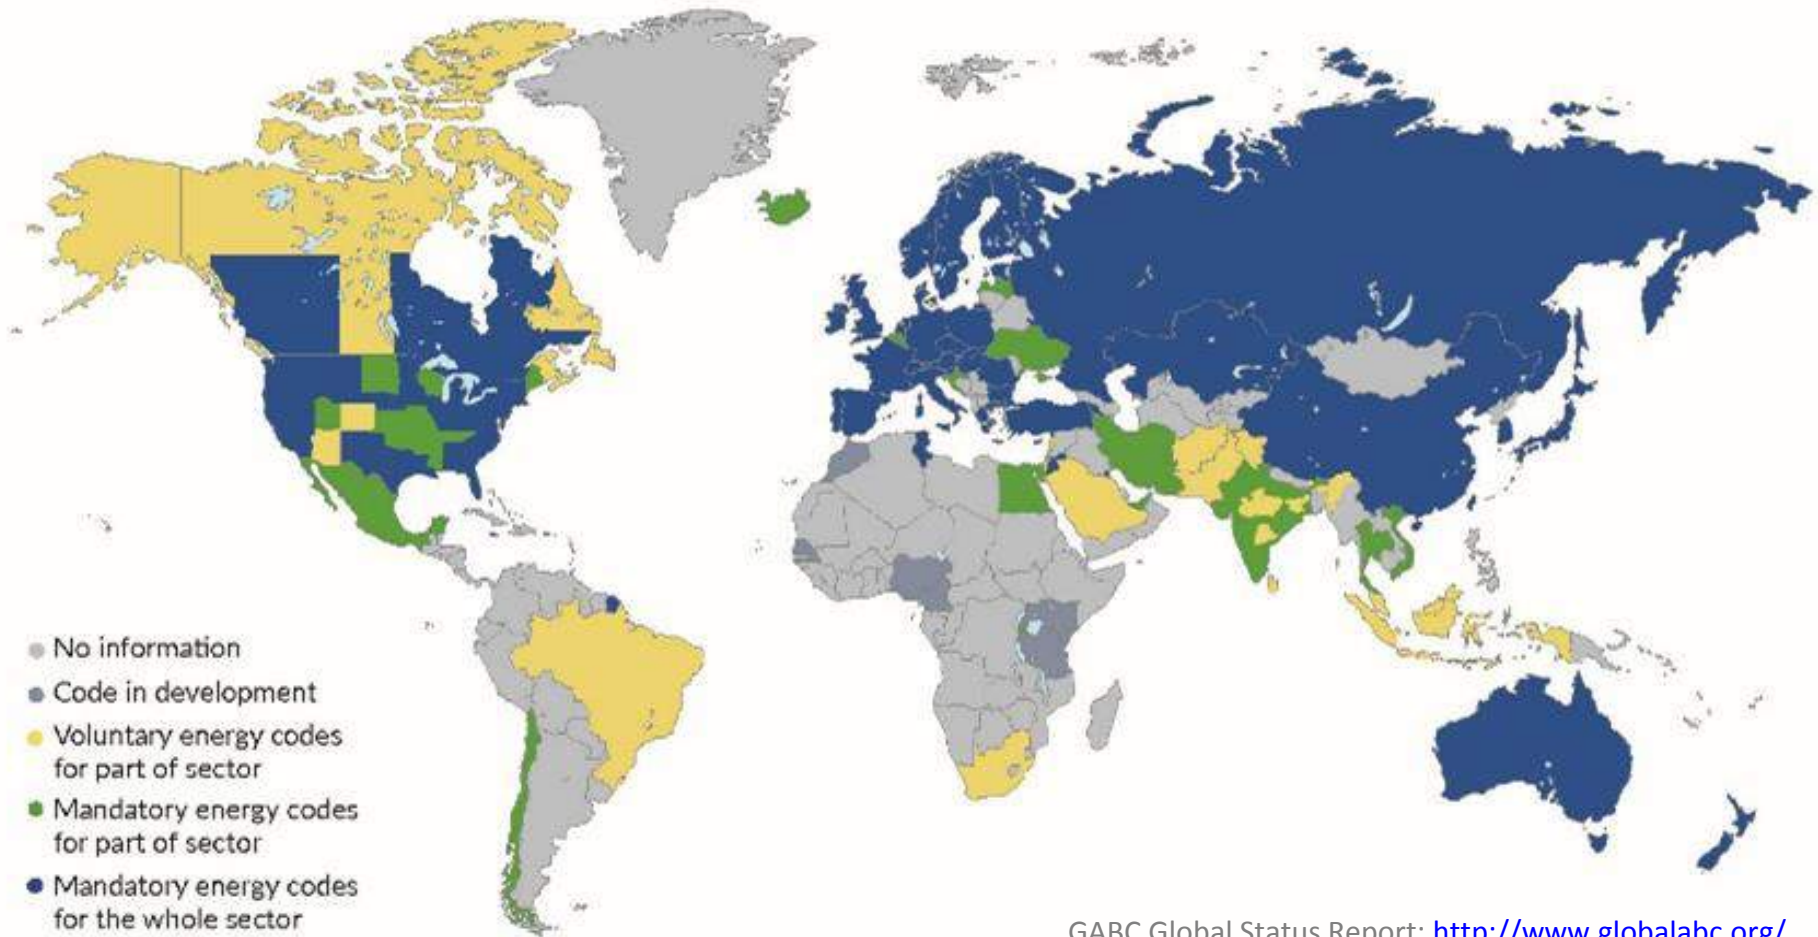 No information
Code in development
Voluntary energy codes
for part of sector
Mandatory energy codes
for part of sector
Mandatory energy codes
for the whole sector
GABC Global Status Report: http://www.globalabc.org/